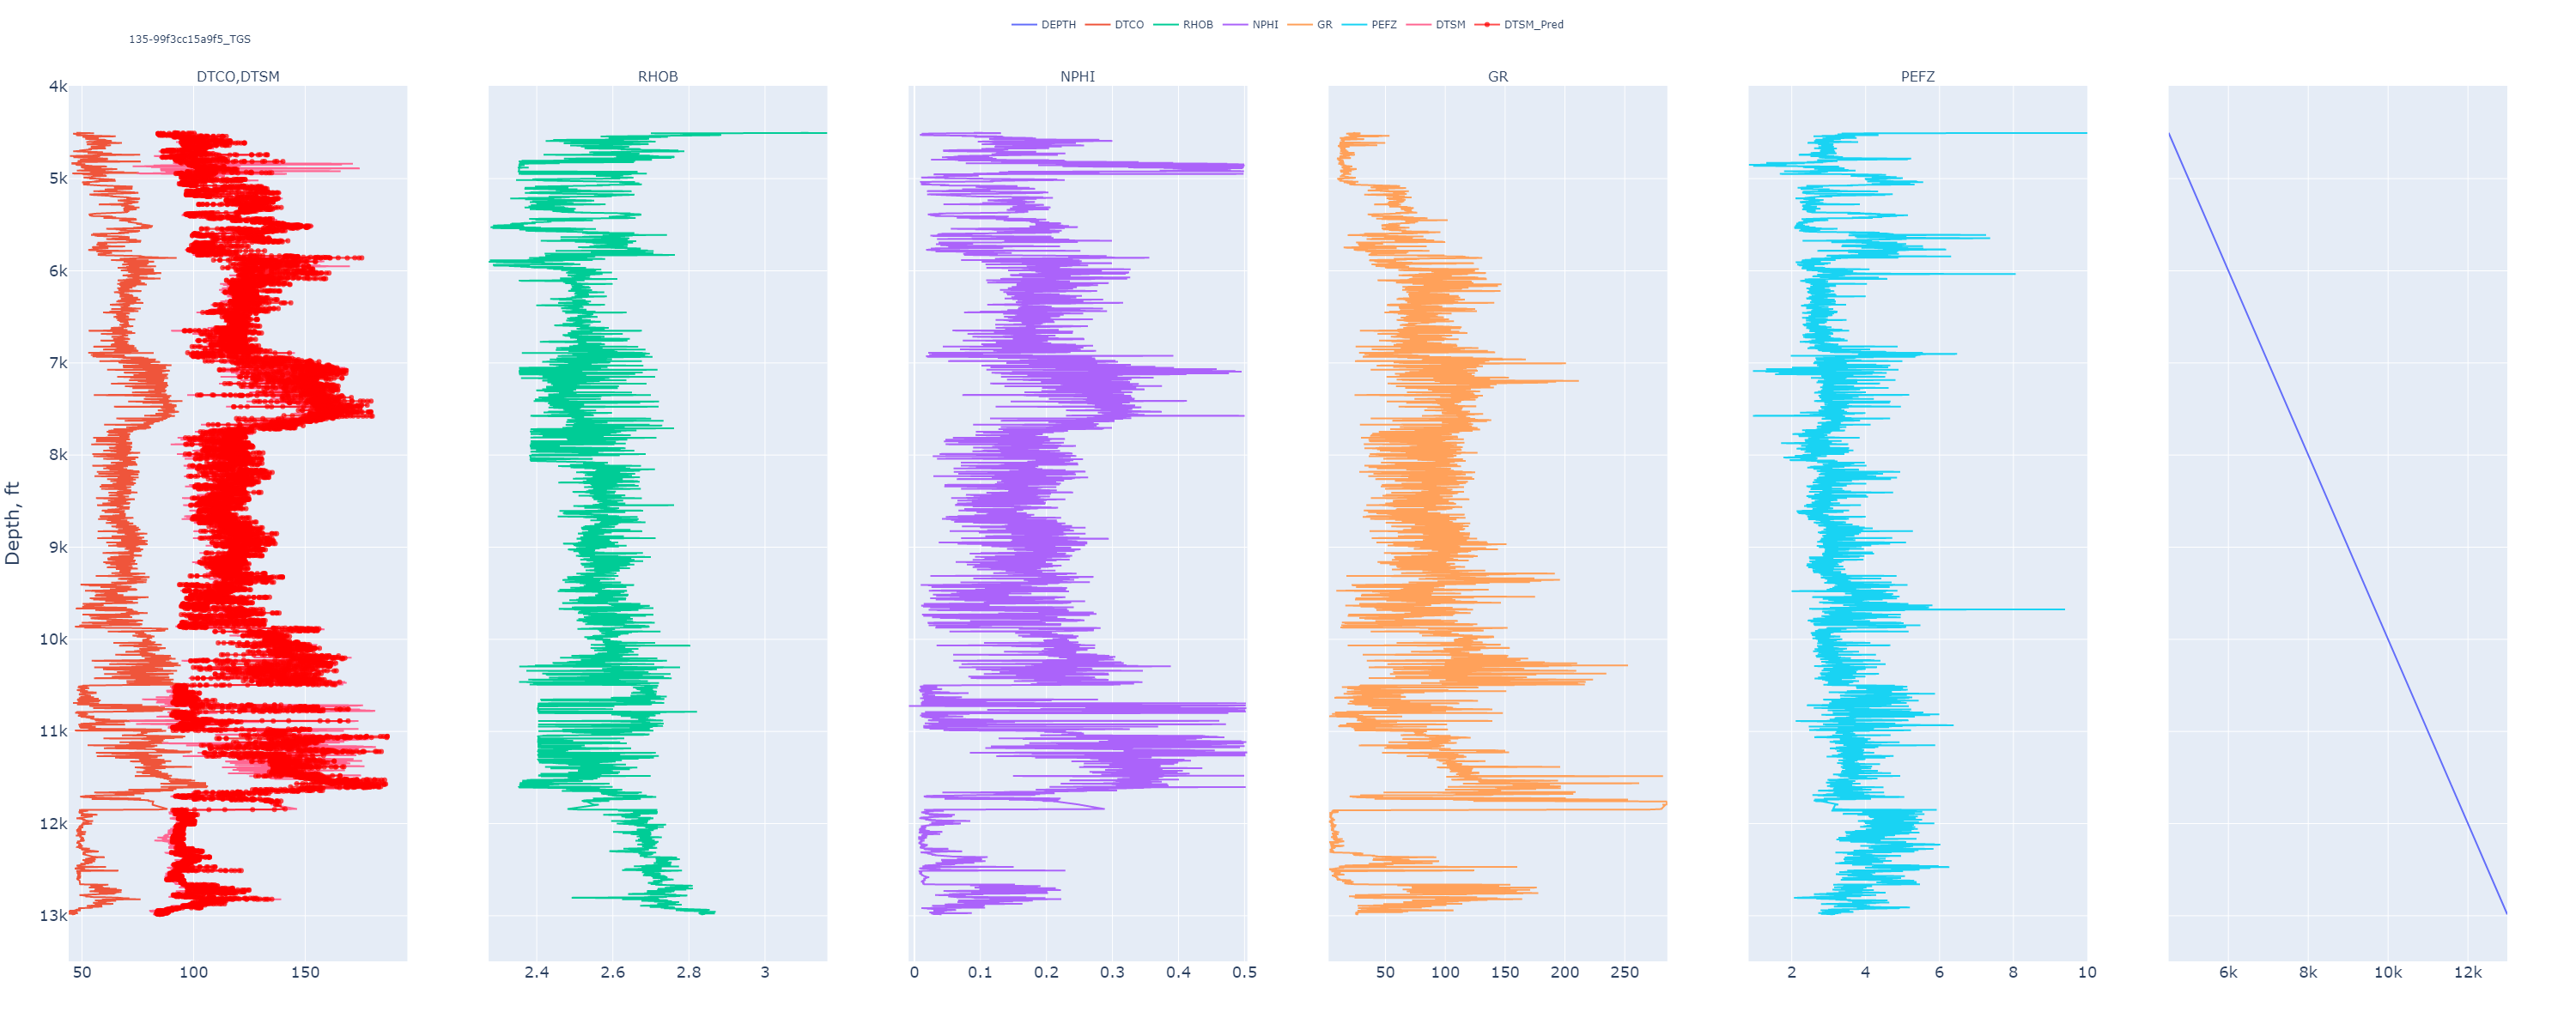 DEPTH DTCO RHOB NPHI GR PEFZ DTSM DTSM_Pred
135-99f3cc15a9f5_TGS
DTCO,DTSM RHOB NPHI GR PEFZ
4k
5k
6k
7k
8k
Depth, ft
9k
10k
11k
12k
13k
50 100 150 2.4 2.6 2.8 3 0 0.1 0.2 0.3 0.4 0.5 50 100 150 200 250 2 4 6 8 10 6k 8k 10k 12k